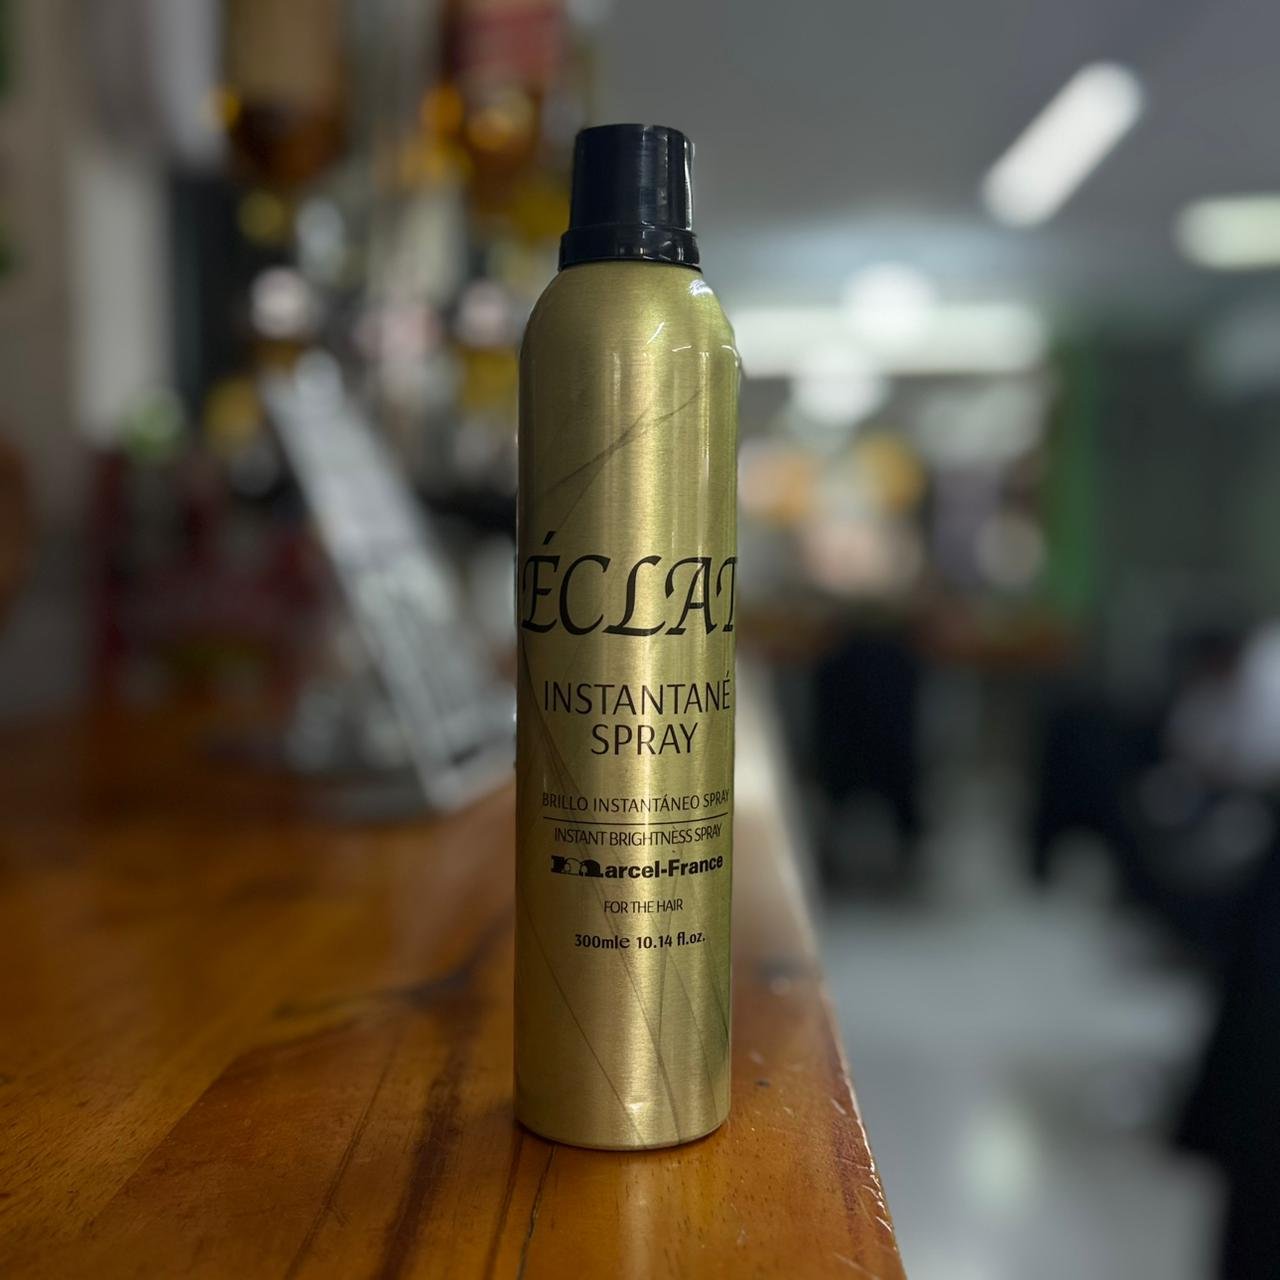 ÉCLAT
INSTANTANÉ
SPRAY
BRILLO INSTANTÁNEO SPRAY
INSTANT BRIGHTNESS SPRAY
marcel-France
FOR THE HAIR
300mle 10.14 fl.oz.